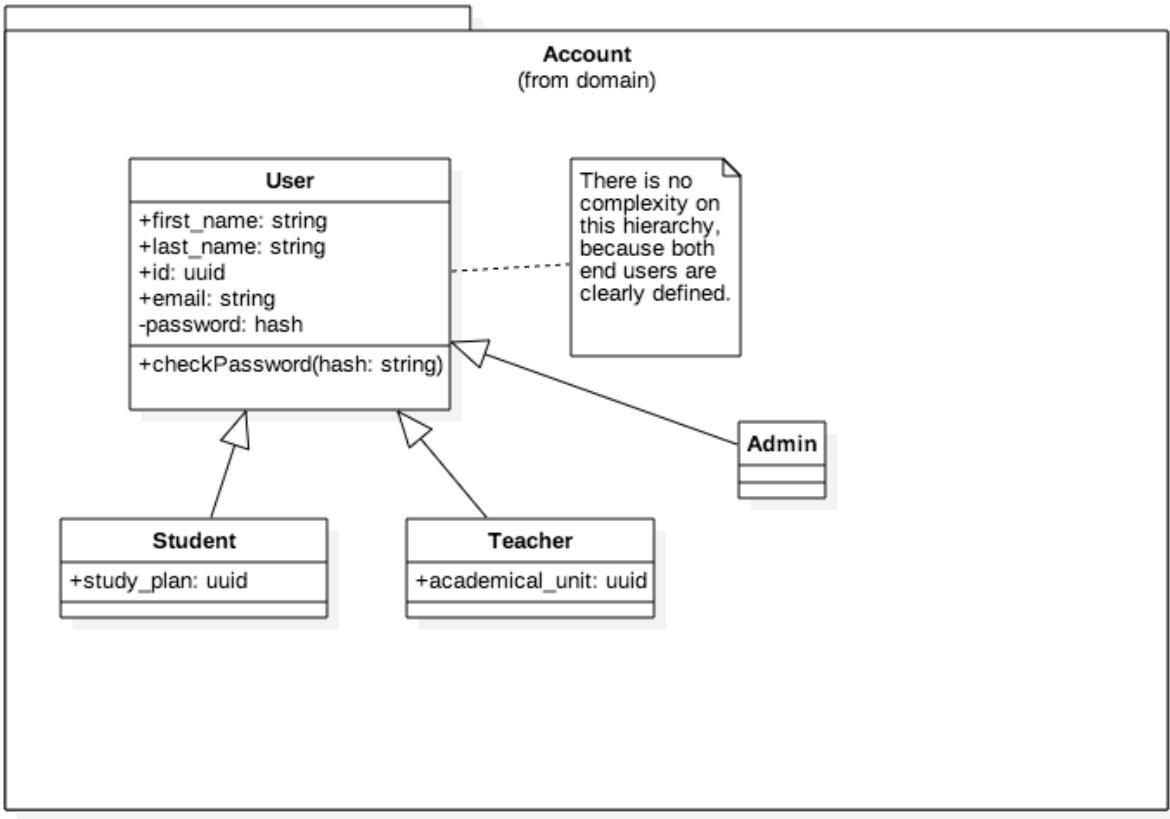 Account
(from domain)
User
+first_name: string
+last_name: string
+id: uuid
+email: string
-password: hash
+checkPassword(hash: string)
There is no
complexity on
this hierarchy,
because both
end users are
clearly defined.
Admin
Student
+study_plan: uuid
Teacher
+academical_unit: uuid